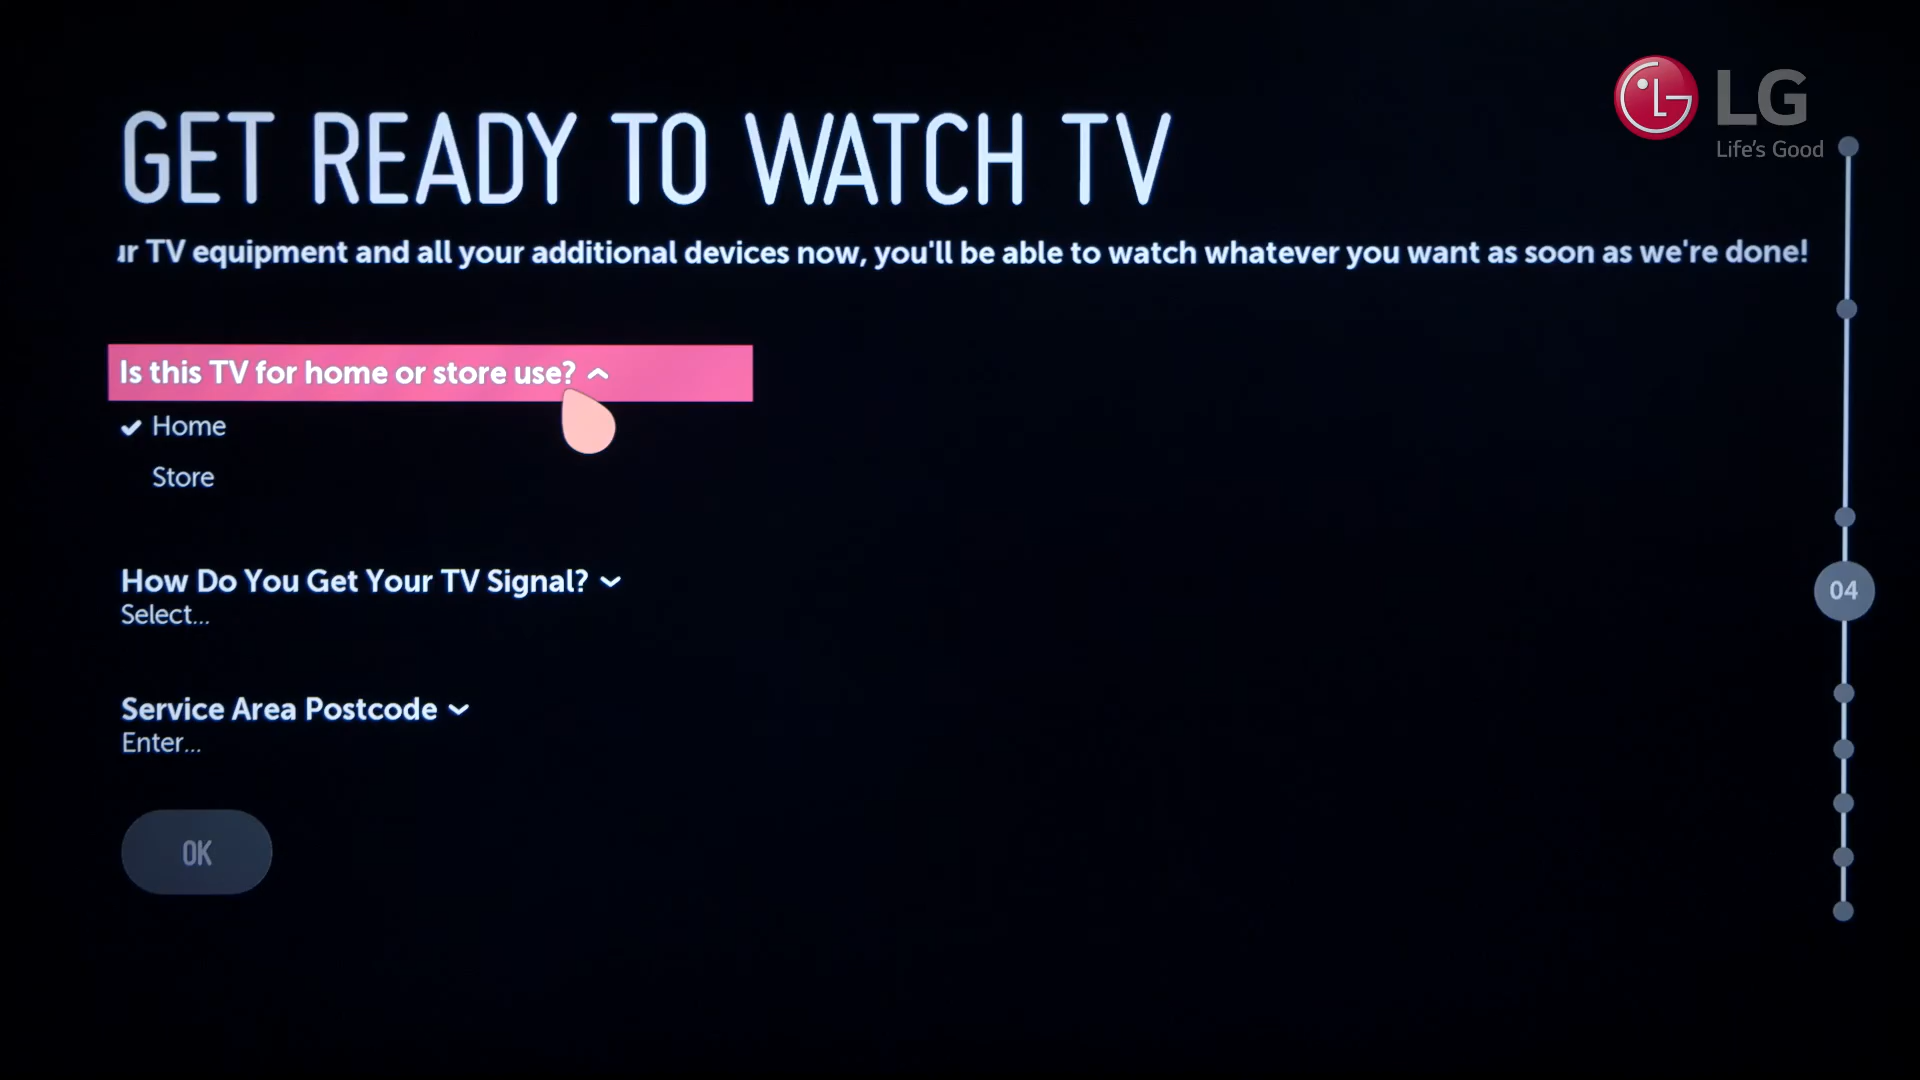 LG
Life's Good
GET READY TO WATCH TV
ur TV equipment and all your additional devices now, you'll be able to watch whatever you want as soon as we're done!
Is this TV for home or store use?
Home
Store
How Do You Get Your TV Signal?
Select...
04
Service Area Postcode
Enter...
OK